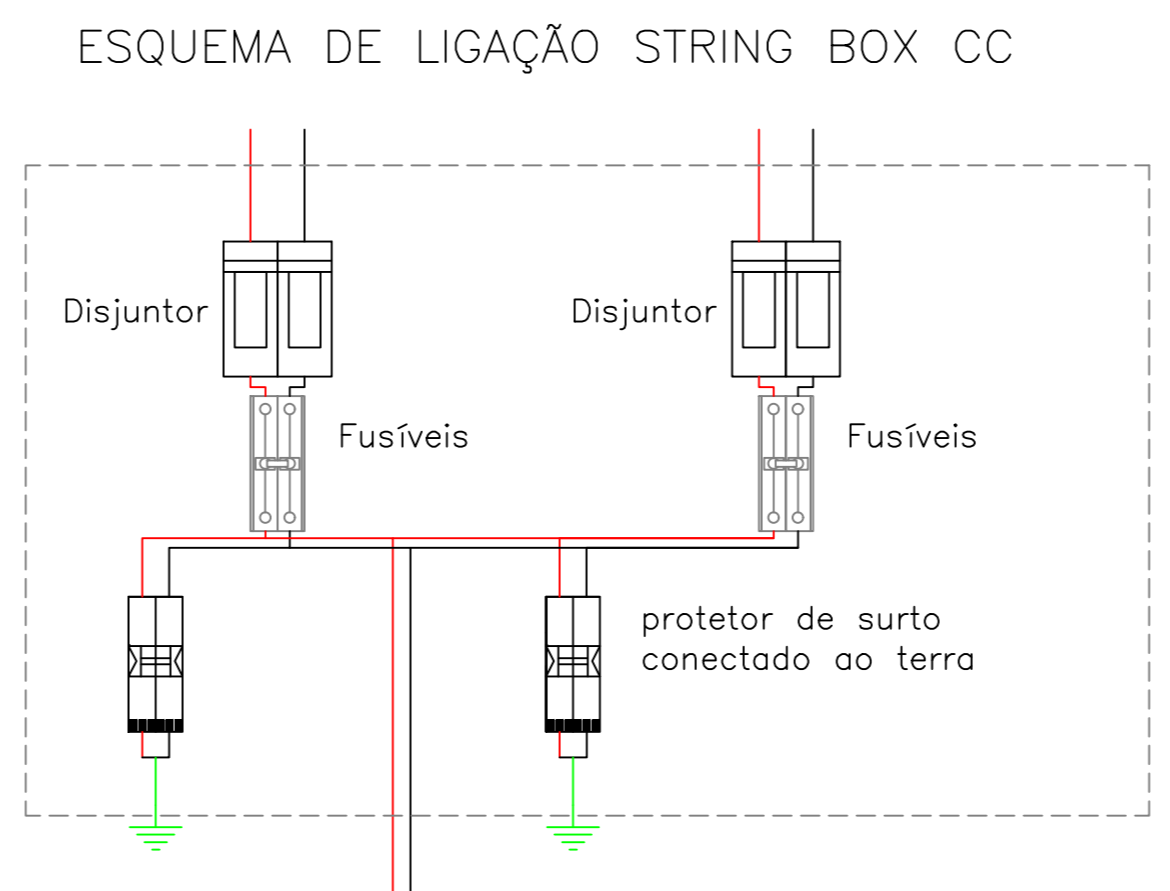 ESQUEMA DE LIGAÇÃO STRING BOX CC
Disjuntor
Disjuntor
Fusíveis
Fusíveis
protetor de surto
conectado ao terra